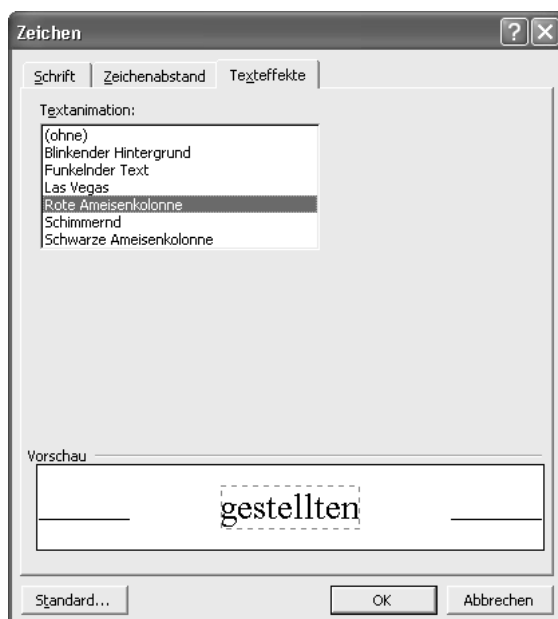 Zeichen
Schrift Zeichenabstand Texteffekte
Textanimation:
(ohne)
Blinkender Hintergrund
Funkelnder Text
Las Vegas
Rote Ameisenkolonne
Schimmernd
Schwarze Ameisenkolonne
Vorschau
gestellten
Standard... OK Abbrechen